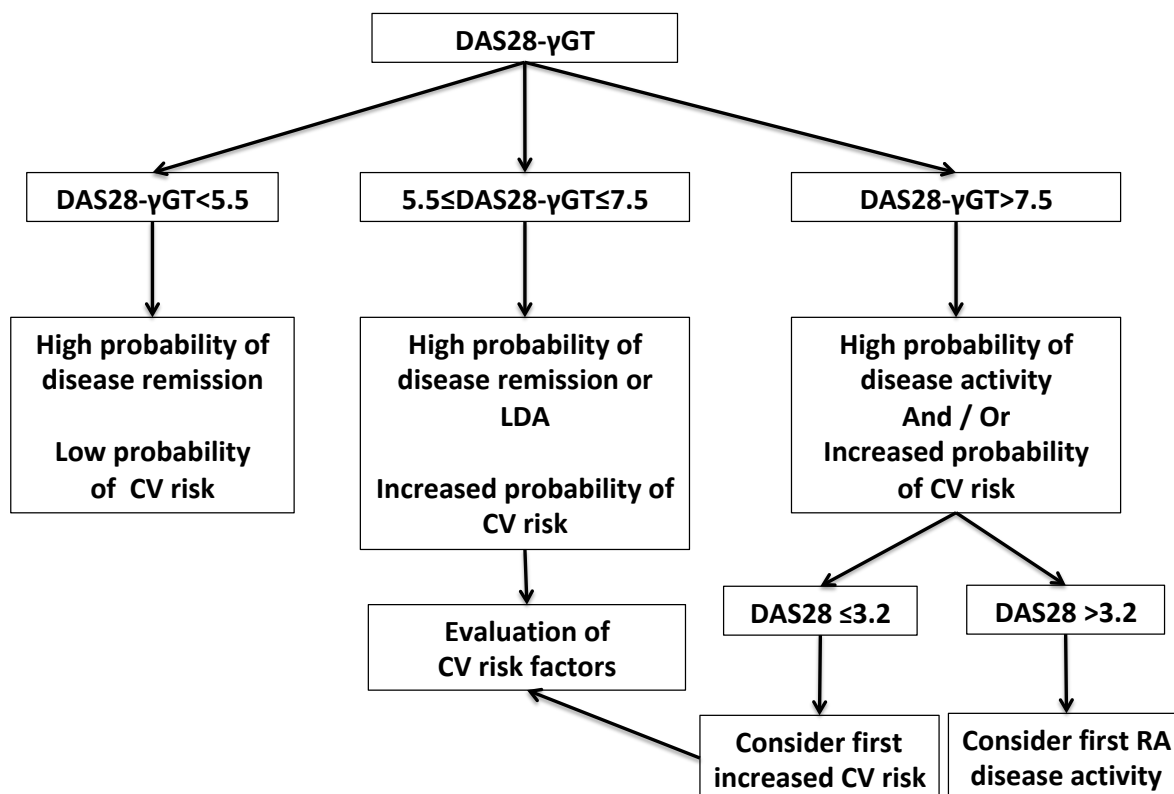 DAS28-γGT
DAS28-γGT<5.5
5.5≤DAS28-γGT≤7.5
DAS28-γGT>7.5
High probability of
disease remission
Low probability
of CV risk
High probability of
disease remission or
LDA
Increased probability of
CV risk
High probability of
disease activity
And / Or
Increased probability
of CV risk
DAS28 ≤3.2
DAS28 >3.2
Evaluation of
CV risk factors
Consider first
increased CV risk
Consider first RA
disease activity